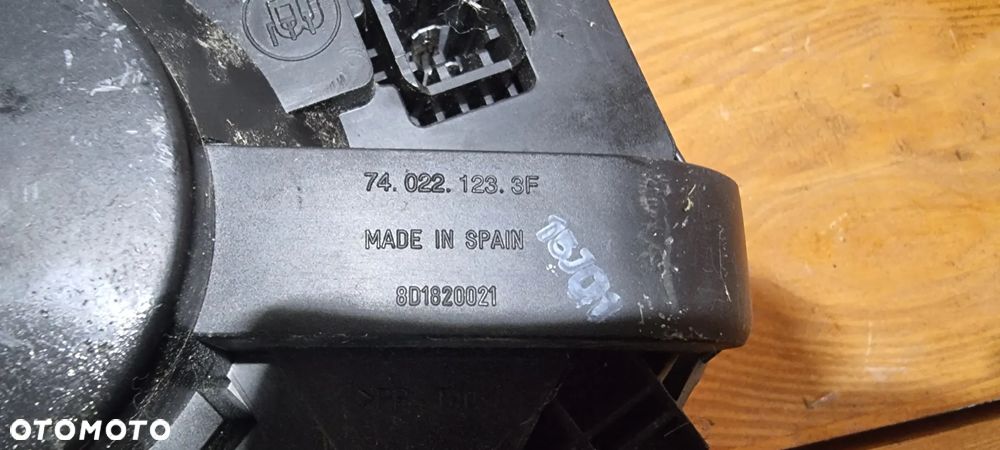 74.022.123.3F
MADE IN SPAIN
8D1820021
OTOMOTO